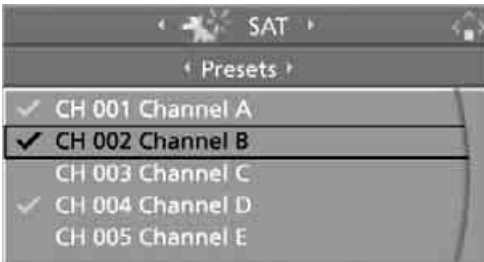 SAT
Presets
CH 001 Channel A
CH 002 Channel B
CH 003 Channel C
CH 004 Channel D
CH 005 Channel E